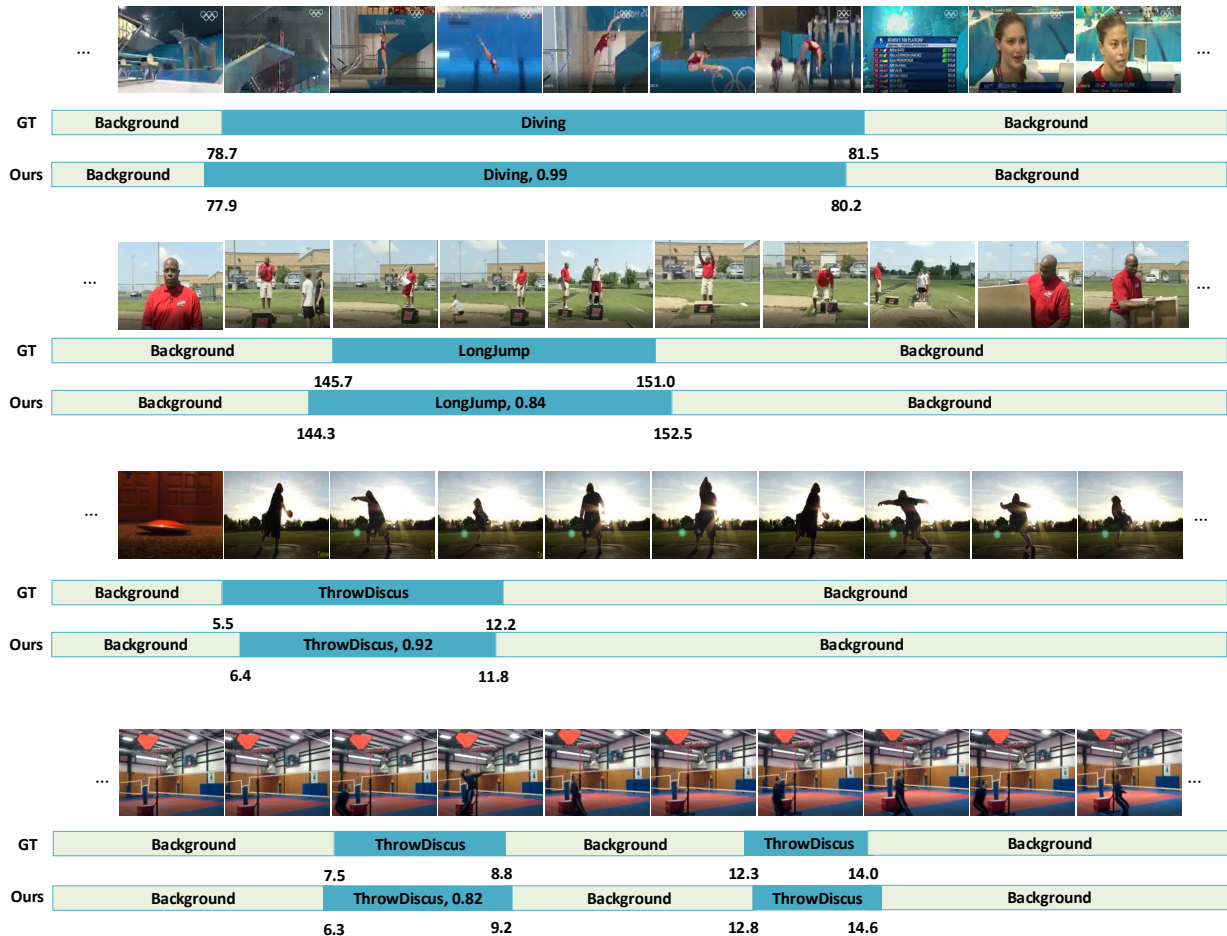 London 2012
... ...
GT Background Diving Background
78.7 81.5
Ours Background Diving, 0.99 Background
77.9 80.2
... ...
GT Background LongJump Background
145.7 151.0
Ours Background LongJump, 0.84 Background
144.3 152.5
... ...
GT Background ThrowDiscus Background
5.5 12.2
Ours Background ThrowDiscus, 0.92 Background
6.4 11.8
... ...
GT Background ThrowDiscus Background ThrowDiscus Background
7.5 8.8 12.3 14.0
Ours Background ThrowDiscus, 0.82 Background ThrowDiscus Background
6.3 9.2 12.8 14.6